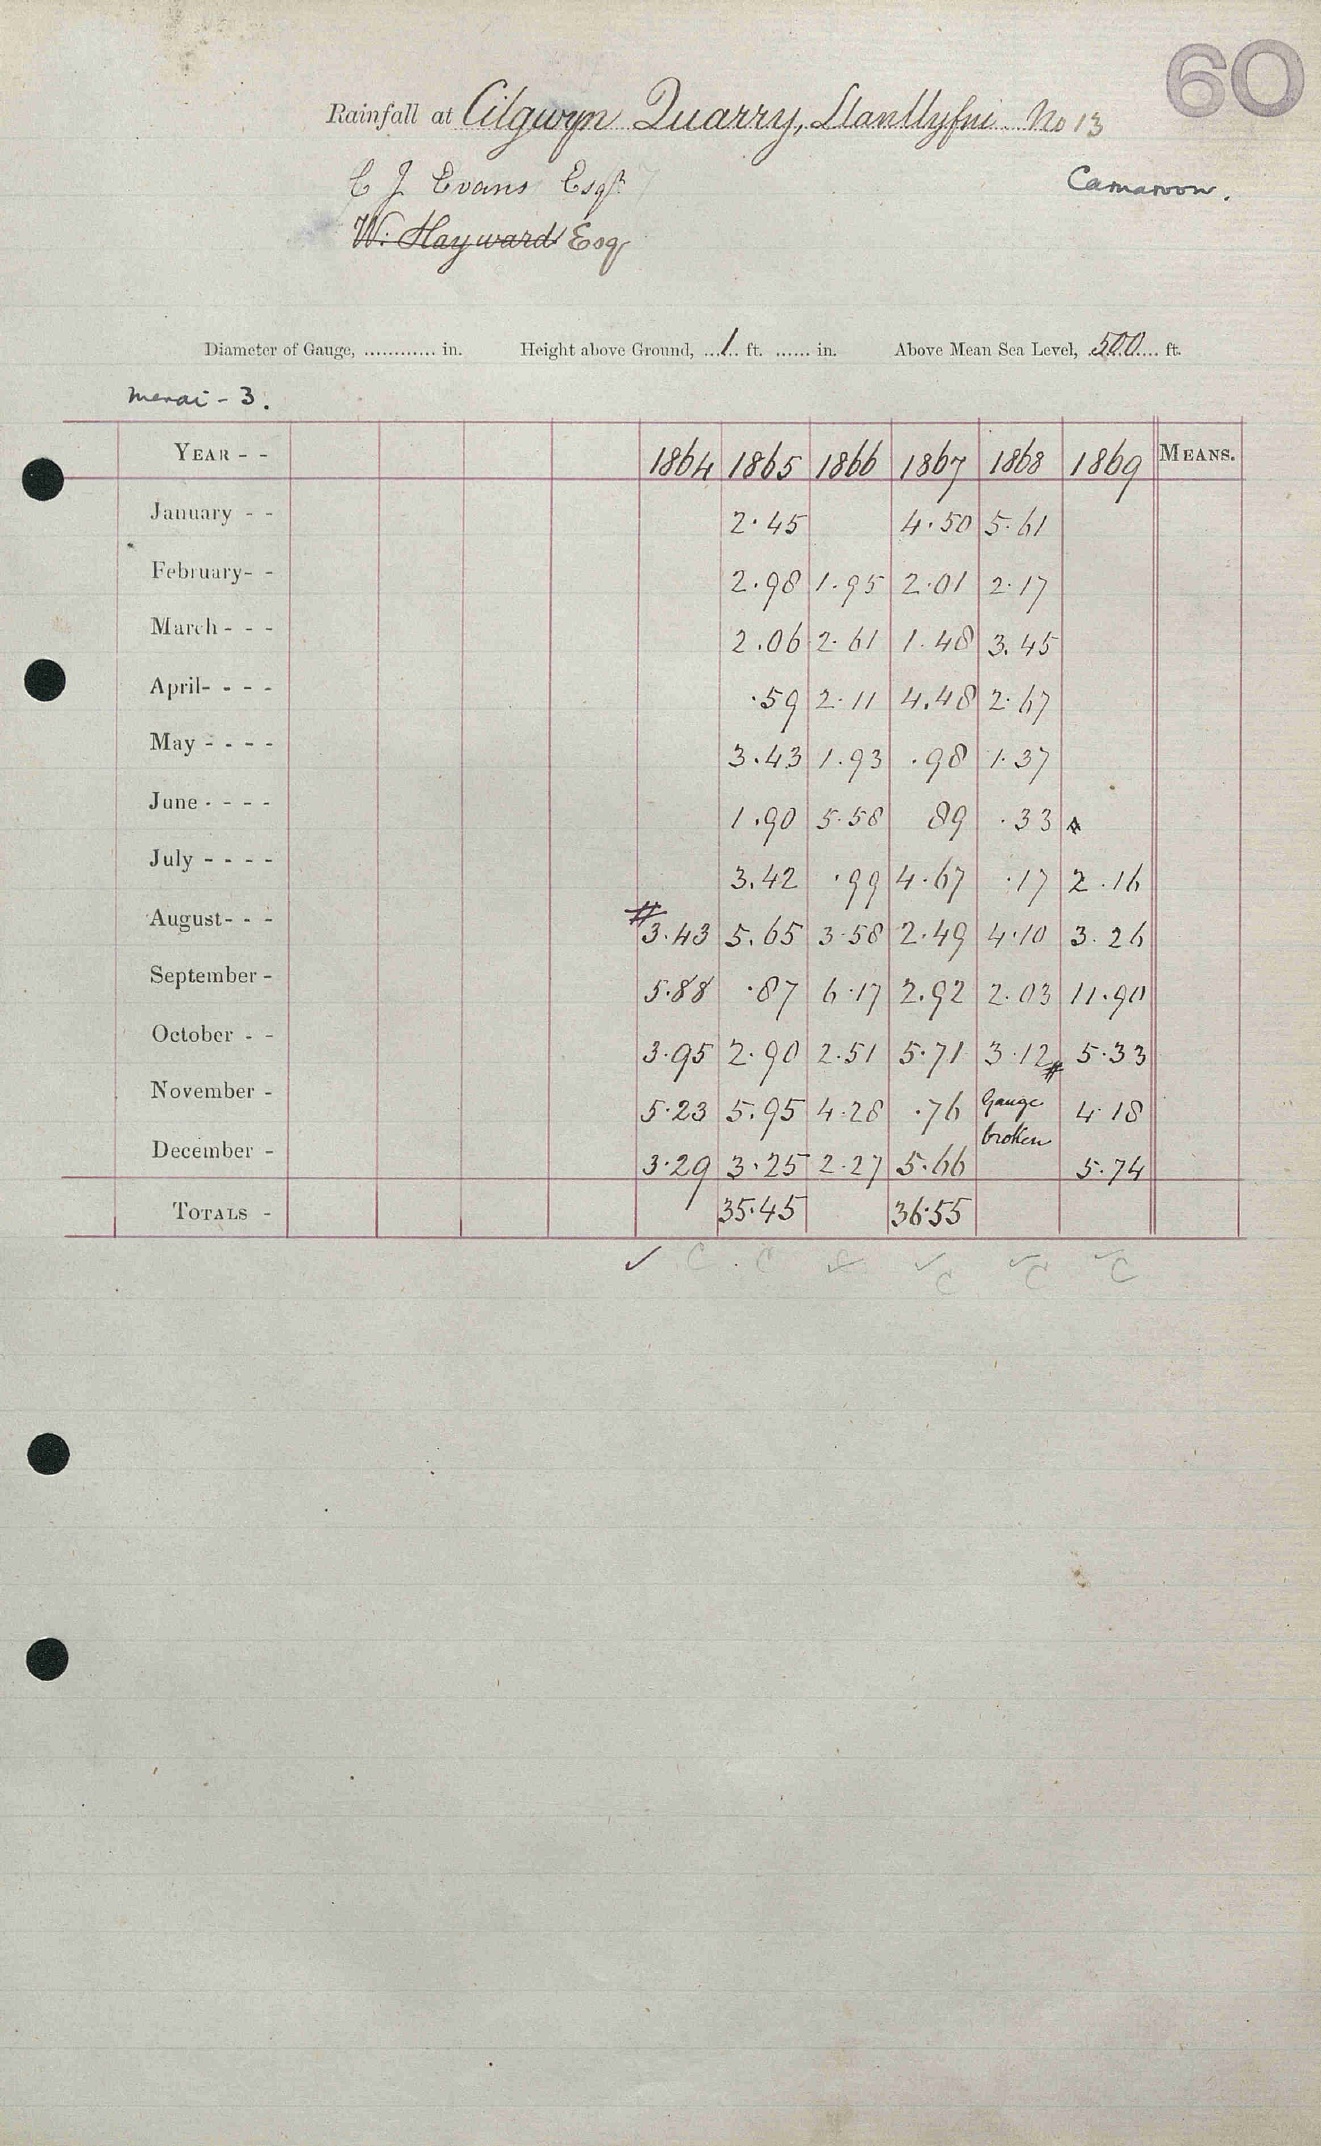 60
Rainfall at Cilgwyn Quarry, Llanllyfni. No 13
C J Evans Esqr Carnarvon.
W. Hayward Esq
Diameter of Gauge, ............ in. Height above Ground, ...1... ft. ...... in. Above Mean Sea Level, .500.... ft.
Menai - 3.
YEAR - - 1864 1865 1866 1867 1868 1869 MEANS.
January - - 2.45 4.50 5.61
February- - 2.98 1.95 2.01 2.17
March - - - 2.06 2.61 1.48 3.45
April- - - - .59 2.11 4.48 2.67
May - - - - 3.43 1.93 .98 1.37
June - - - - 1.90 5.58 89 .33
July - - - - 3.42 .99 4.67 .17 2.16
August- - - #3.43 5.65 3.58 2.49 4.10 3.26
September - 5.88 .87 6.17 2.92 2.03 11.90
October - - 3.95 2.90 2.51 5.71 3.12# 5.33
November - 5.23 5.95 4.28 .76 Gauge 4.18
broken
December - 3.29 3.25 2.27 5.66 5.74
TOTALS - 35.45 36.55
✓ C . C ✓ ✓ C ✓ C ✓ C